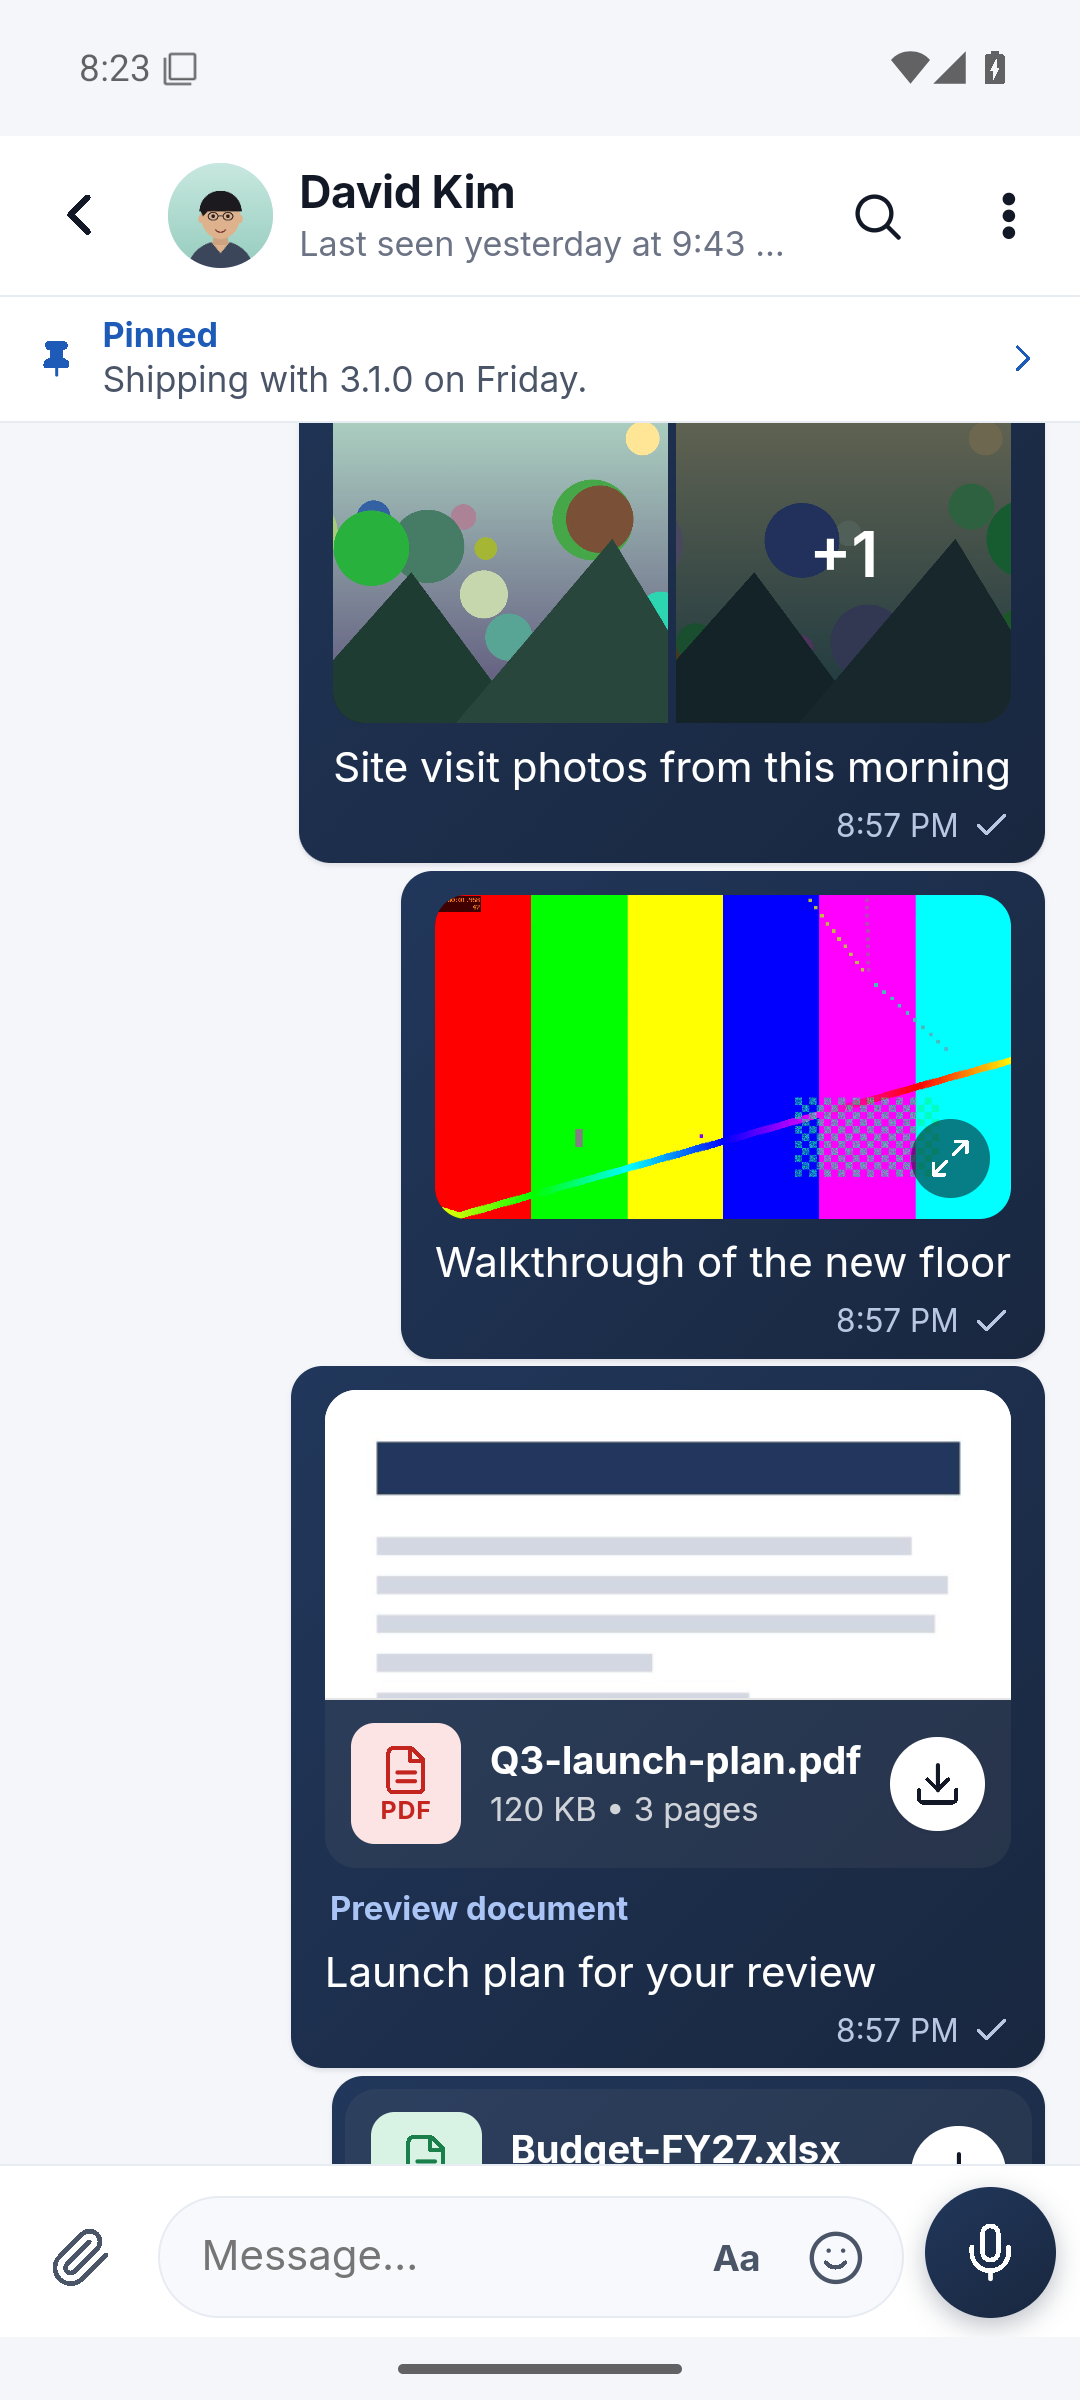 8:23
David Kim
Last seen yesterday at 9:43 ...
Pinned
Shipping with 3.1.0 on Friday.
+1
Site visit photos from this morning
8:57 PM
Walkthrough of the new floor
8:57 PM
PDF
Q3-launch-plan.pdf
120 KB • 3 pages
Preview document
Launch plan for your review
8:57 PM
Budget-FY27.xlsx
Message...
Aa